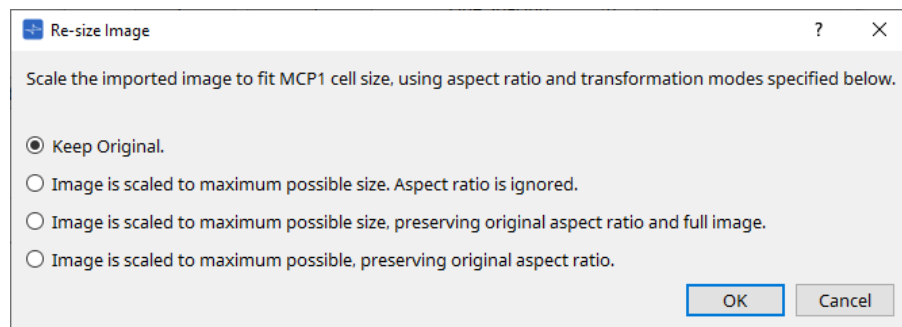 Re-size Image
?
Scale the imported image to fit MCP1 cell size, using aspect ratio and transformation modes specified below.
Keep Original.
Image is scaled to maximum possible size. Aspect ratio is ignored.
Image is scaled to maximum possible size, preserving original aspect ratio and full image.
Image is scaled to maximum possible, preserving original aspect ratio.
OK
Cancel